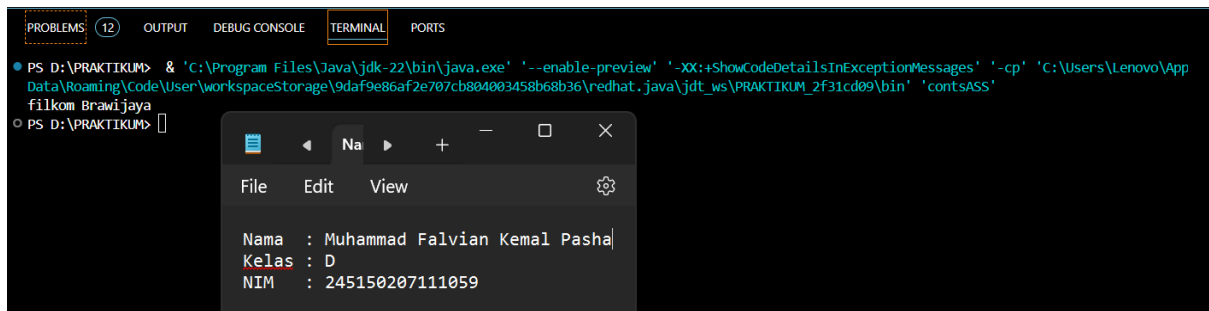 PROBLEMS 12 OUTPUT DEBUG CONSOLE TERMINAL PORTS
PS D:\PRAKTIKUM> & 'C:\Program Files\Java\jdk-22\bin\java.exe' '--enable-preview' '-XX:+ShowCodeDetailsInExceptionMessages' '-cp' 'C:\Users\Lenovo\App
Data\Roaming\Code\User\workspaceStorage\9daf9e86af2e707cb804003458b68b36\redhat.java\jdt_ws\PRAKTIKUM_2f31cd09\bin' 'contsASS'
filkom Brawijaya
PS D:\PRAKTIKUM>
Na
File Edit View
Nama : Muhammad Falvian Kemal Pasha
Kelas : D
NIM : 245150207111059